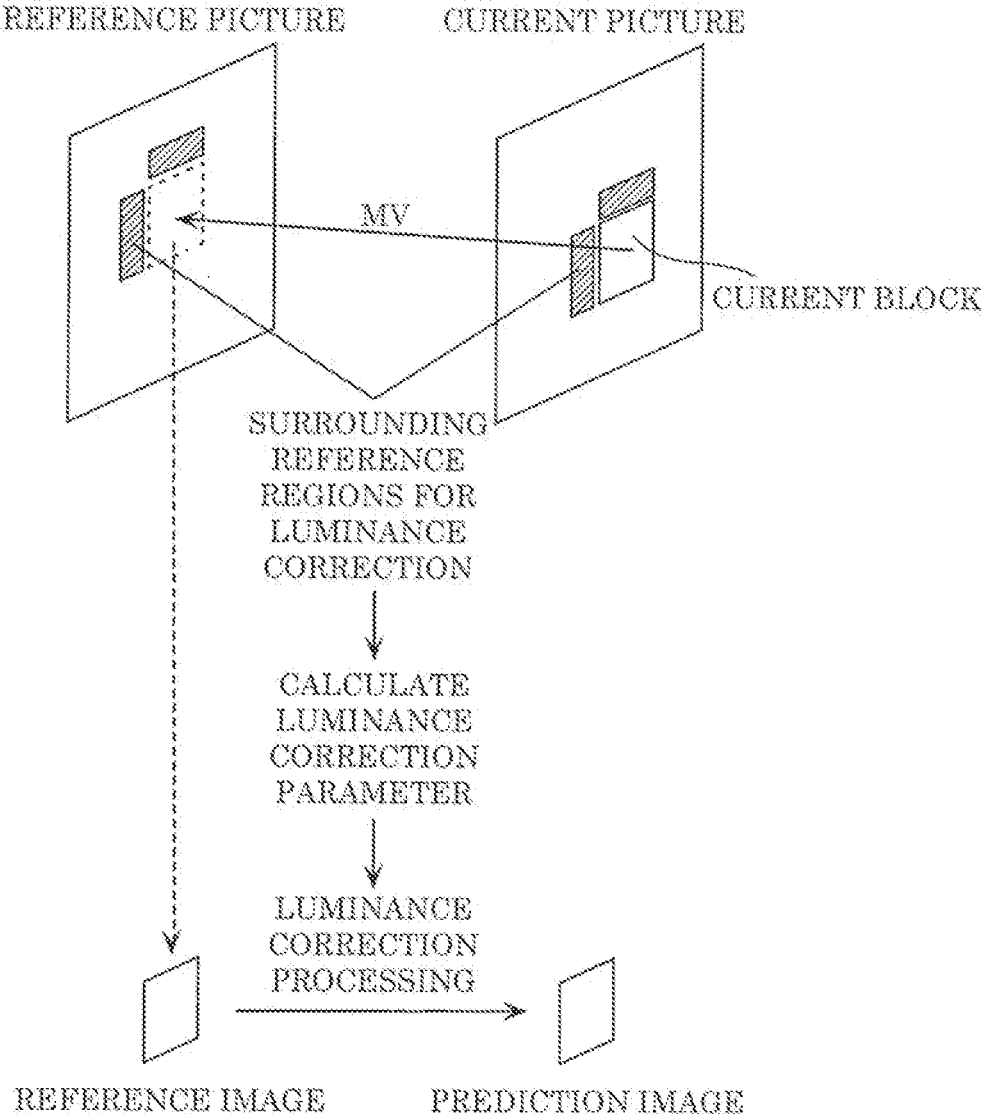 REFERENCE PICTURE
CURRENT PICTURE
MV
CURRENT BLOCK
SURROUNDING
REFERENCE
REGIONS FOR
LUMINANCE
CORRECTION
CALCULATE
LUMINANCE
CORRECTION
PARAMETER
LUMINANCE
CORRECTION
PROCESSING
REFERENCE IMAGE
PREDICTION IMAGE